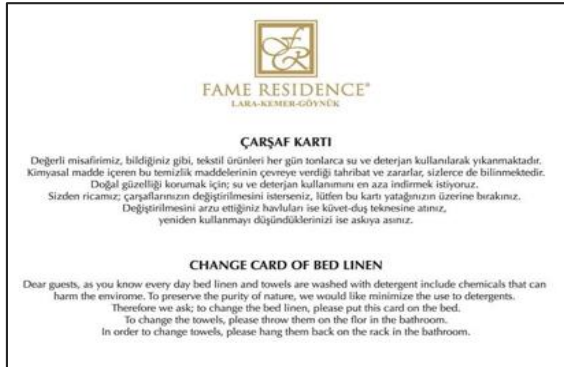 FR
FAME RESIDENCE®
LARA-KEMER-GÖYNÜK
ÇARŞAF KARTI
Değerli misafirimiz, bildiğiniz gibi, tekstil ürünleri her gün tonlarca su ve deterjan kullanılarak yıkanmaktadır.
Kimyasal madde içeren bu temizlik maddelerinin çevreye verdiği tahribat ve zararlar, sizlerce de bilinmektedir.
Doğal güzelliği korumak için; su ve deterjan kullanımını en aza indirmek istiyoruz.
Sizden ricamız; çarşaflarınızın değiştirilmesini isterseniz, lütfen bu kartı yatağınızın üzerine bırakınız.
Değiştirilmesini arzu ettiğiniz havluları ise küvet-duş teknesine atınız,
yeniden kullanmayı düşündüklerinizi ise askıya asınız.
CHANGE CARD OF BED LINEN
Dear guests, as you know every day bed linen and towels are washed with detergent include chemicals that can
harm the envirome. To preserve the purity of nature, we would like minimize the use to detergents.
Therefore we ask; to change the bed linen, please put this card on the bed.
To change the towels, please throw them on the flor in the bathroom.
In order to change towels, please hang them back on the rack in the bathroom.